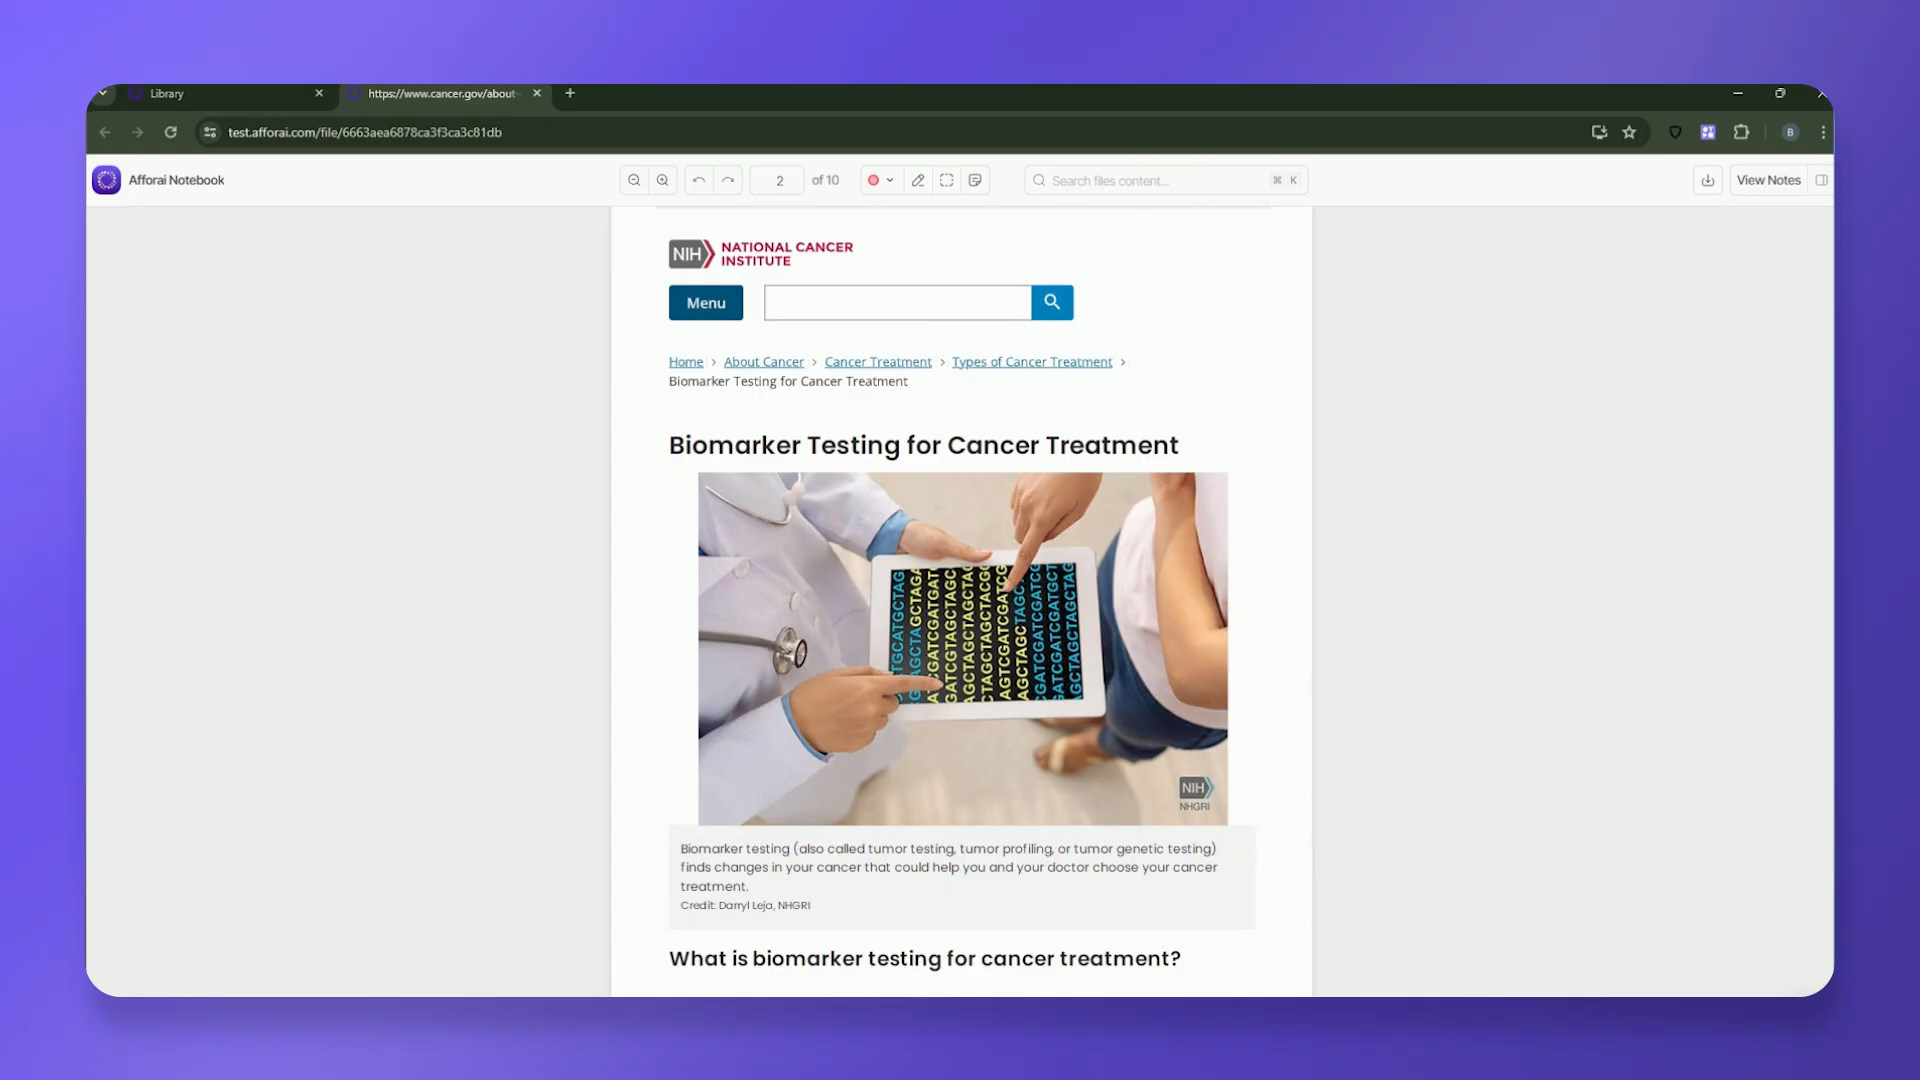 Library
https://www.cancer.gov/about-
test.afforai.com/file/6663aea6878ca3f3ca3c81db
B
Afforai Notebook
2 of 10
Search files content...
⌘ K
View Notes
NIH NATIONAL CANCER
INSTITUTE
Menu
Home > About Cancer > Cancer Treatment > Types of Cancer Treatment >
Biomarker Testing for Cancer Treatment
Biomarker Testing for Cancer Treatment
NIH
NHGRI
Biomarker testing (also called tumor testing, tumor profiling, or tumor genetic testing)
finds changes in your cancer that could help you and your doctor choose your cancer
treatment.
Credit: Darryl Leja, NHGRI
What is biomarker testing for cancer treatment?